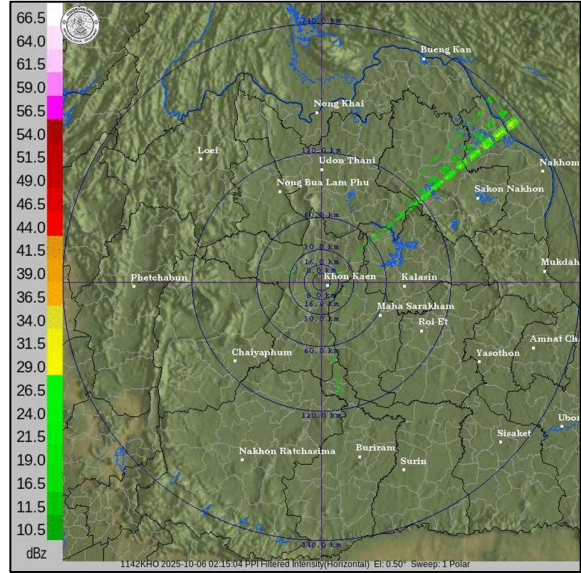 66.5
64.0
61.5
59.0
56.5
54.0
51.5
49.0
46.5
44.0
41.5
39.0
36.5
34.0
31.5
29.0
26.5
24.0
21.5
19.0
16.5
13.0
10.5
dBz
Bueng Kan
Nong Khai
Loei
Udon Thani
Nakhom
Nong Bua Lam Phu
Sakon Nakhon
Mukdah
Phetchabun
Khon Kaen
Kalasin
Maha Sarakham
Roi Et
Amnat Cha
Chaiyaphum
Yasothon
Ubon
Sisaket
Nakhon Ratchasima
Buriram
Surin
1142KHO 2025-10-06 02:15:04 PPI Filtered Intensity(Horizontal) El: 0.50° Sweep: 1 Polar